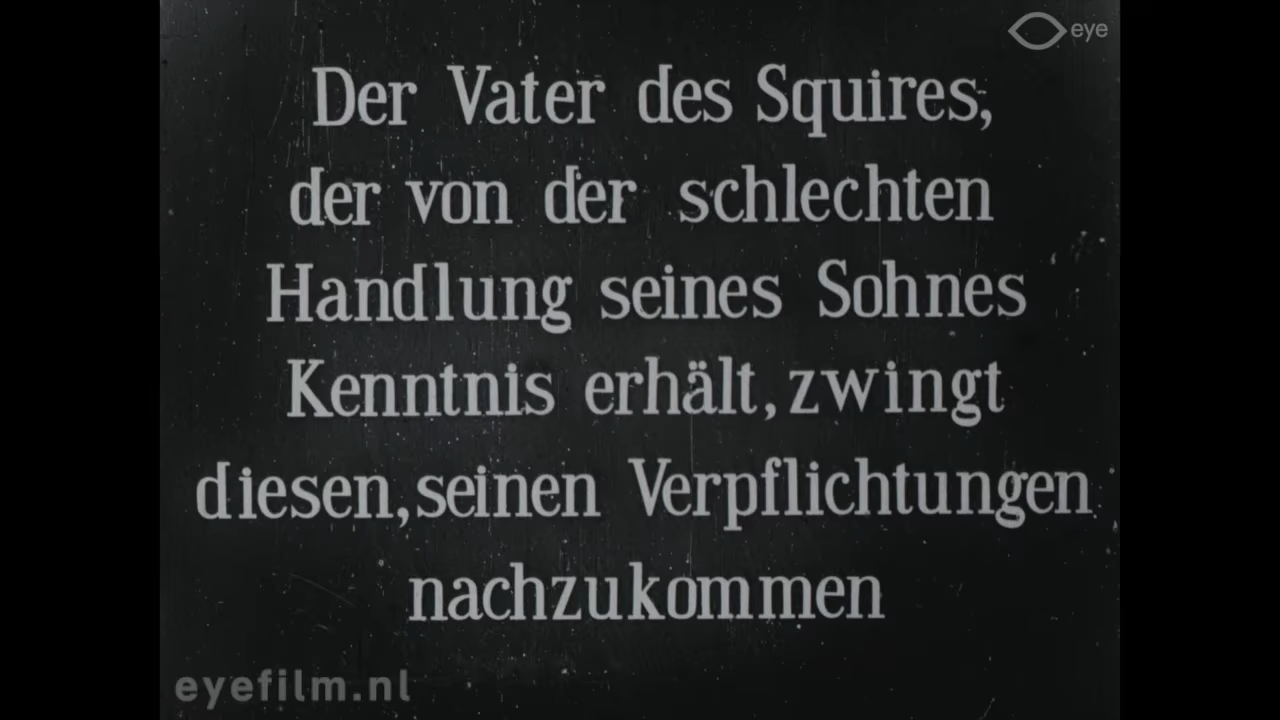 eye
Der Vater des Squires,
der von der schlechten
Handlung seines Sohnes
Kenntnis erhält, zwingt
diesen, seinen Verpflichtungen
nachzukommen
eyefilm.nl